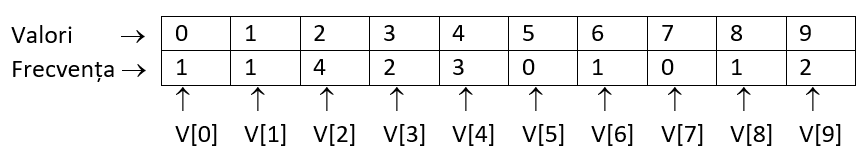 Valori → 0 1 2 3 4 5 6 7 8 9
Frecvența → 1 1 4 2 3 0 1 0 1 2
↑ ↑ ↑ ↑ ↑ ↑ ↑ ↑ ↑ ↑
V[0] V[1] V[2] V[3] V[4] V[5] V[6] V[7] V[8] V[9]